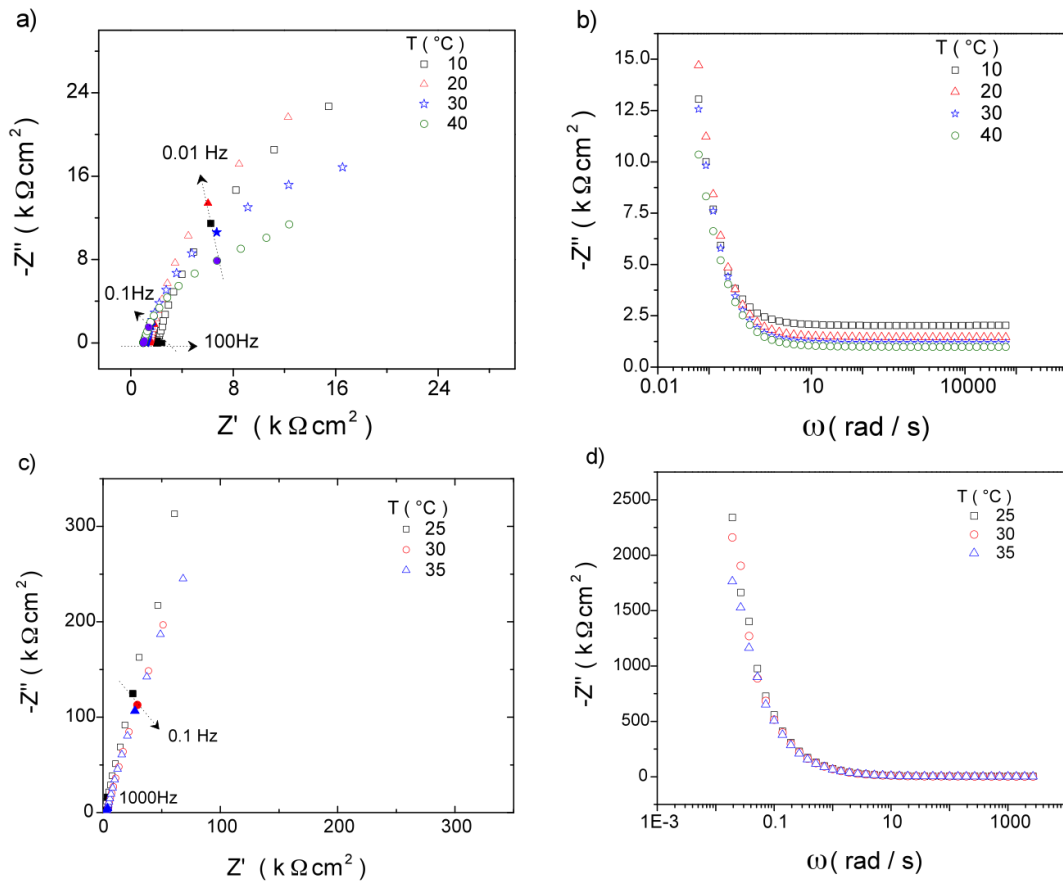 a)
24
16
8
0
-Z'' ( k Ω cm² )
0 8 16 24
Z' ( k Ω cm² )
T ( °C )
10
20
30
40
0.01 Hz
0.1Hz
100Hz
b)
15.0
12.5
10.0
7.5
5.0
2.5
0.0
-Z'' ( k Ω cm² )
0.01 10 10000
ω ( rad / s )
T ( °C )
10
20
30
40
c)
300
200
100
0
-Z'' ( k Ω cm² )
0 100 200 300
Z' ( k Ω cm² )
T ( °C )
25
30
35
0.1 Hz
1000Hz
d)
2500
2000
1500
1000
500
0
-Z'' ( k Ω cm² )
1E-3 0.1 10 1000
ω ( rad / s )
T ( °C )
25
30
35